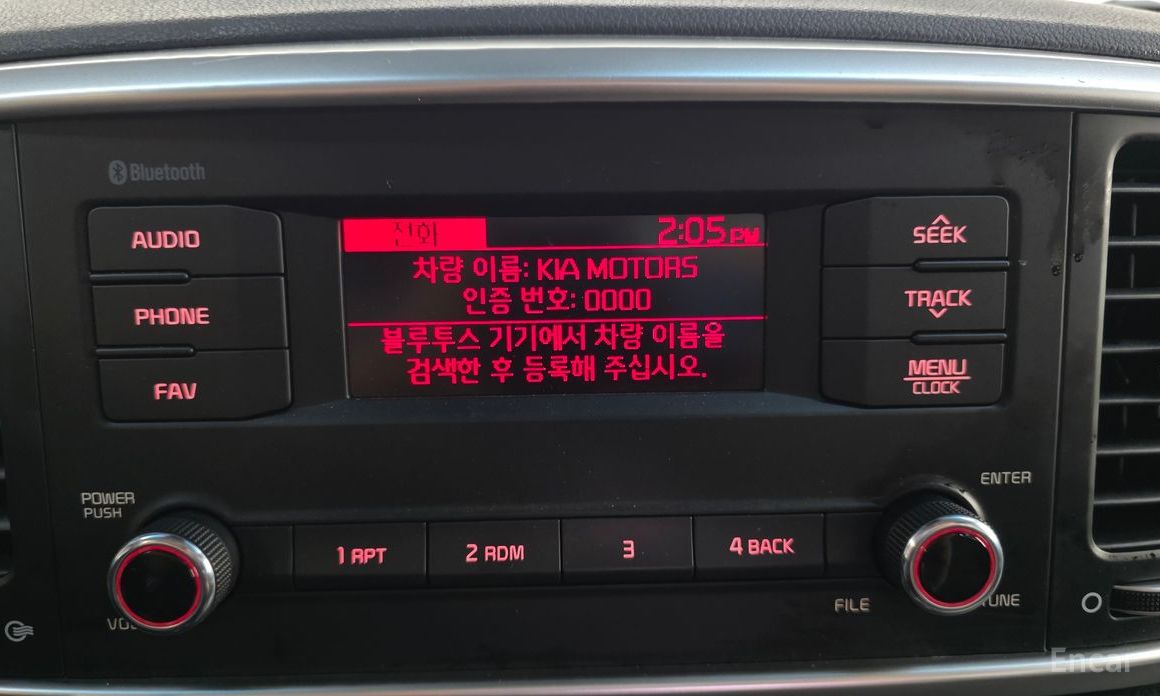 Bluetooth
AUDIO
PHONE
FAV
전화 2:05 PM
차량 이름: KIA MOTORS
인증 번호: 0000
블루투스 기기에서 차량 이름을
검색한 후 등록해 주십시오.
SEEK
TRACK
MENU
CLOCK
POWER
PUSH
VOL
1 RPT
2 RDM
3
4 BACK
ENTER
FILE
TUNE
Encar